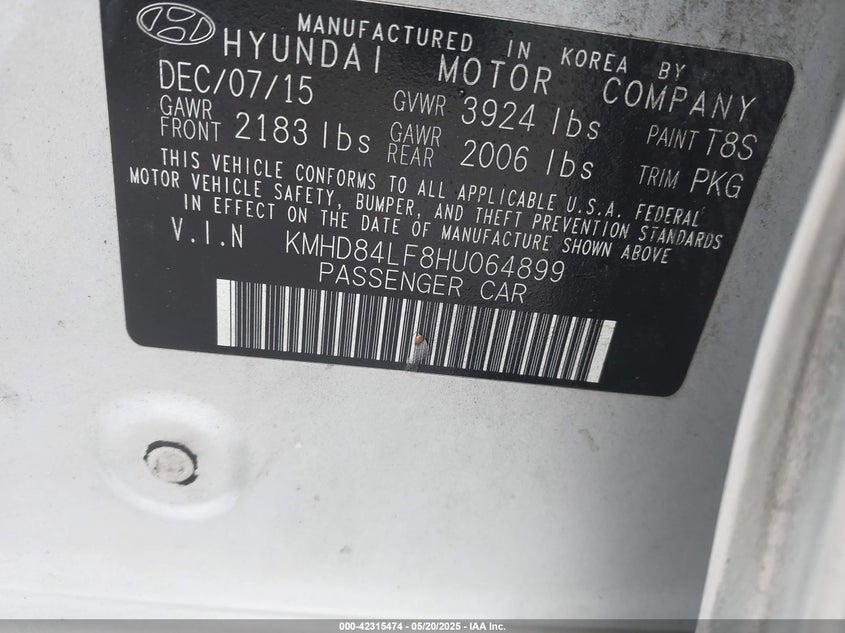 MANUFACTURED IN KOREA BY
HYUNDAI MOTOR COMPANY
DEC/07/15 GVWR 3924 lbs PAINT T8S
GAWR FRONT 2183 lbs GAWR REAR 2006 lbs TRIM PKG
THIS VEHICLE CONFORMS TO ALL APPLICABLE U.S.A. FEDERAL
MOTOR VEHICLE SAFETY, BUMPER, AND THEFT PREVENTION STANDARDS
IN EFFECT ON THE DATE OF MANUFACTURE SHOWN ABOVE
V.I.N KMHD84LF8HU064899
PASSENGER CAR
000-42315474 — 05/20/2025 — IAA Inc.